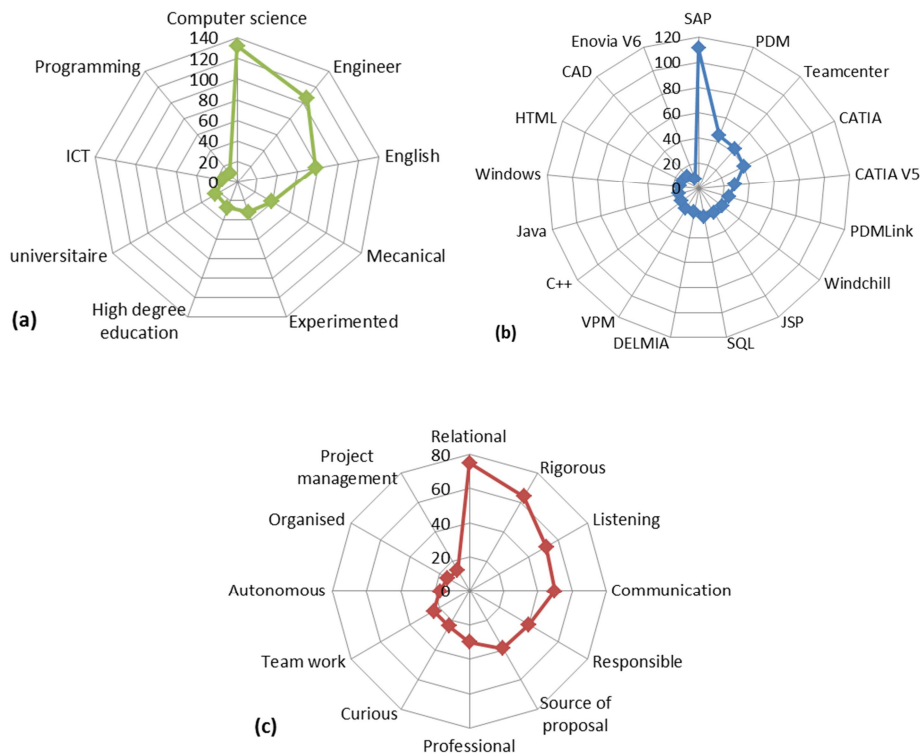 Computer science
140
120
100
80
60
40
20
0
Programming
Engineer
ICT
English
universitaire
Mecanical
High degree
education
Experimented
(a)
SAP
120
100
80
60
40
20
0
Enovia V6
PDM
CAD
Teamcenter
HTML
CATIA
Windows
CATIA V5
Java
PDMLink
C++
Windchill
VPM
JSP
DELMIA
SQL
(b)
Relational
80
60
40
20
0
Project
management
Rigorous
Organised
Listening
Autonomous
Communication
Team work
Responsible
Curious
Source of
proposal
Professional
(c)